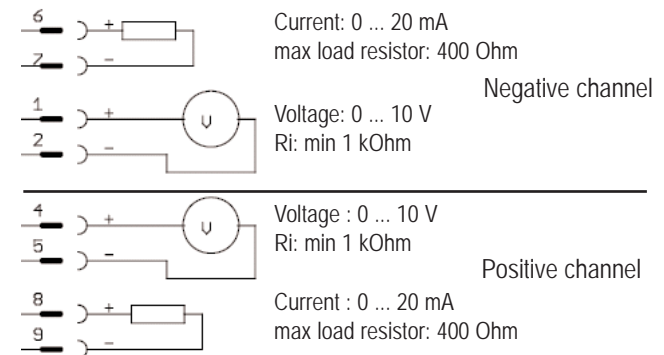 6 + Current: 0 ... 20 mA
7 - max load resistor: 400 Ohm
Negative channel
1 + V Voltage: 0 ... 10 V
2 - Ri: min 1 kOhm
4 + V Voltage : 0 ... 10 V
5 - Ri: min 1 kOhm
Positive channel
8 + Current : 0 ... 20 mA
9 - max load resistor: 400 Ohm